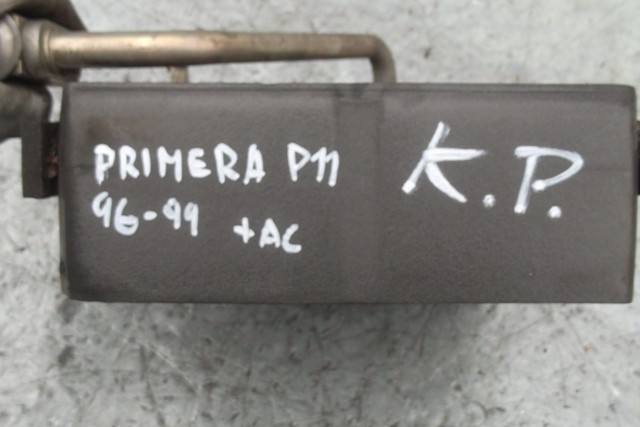 PRIMERA P11
96-99 +AC
K.P.